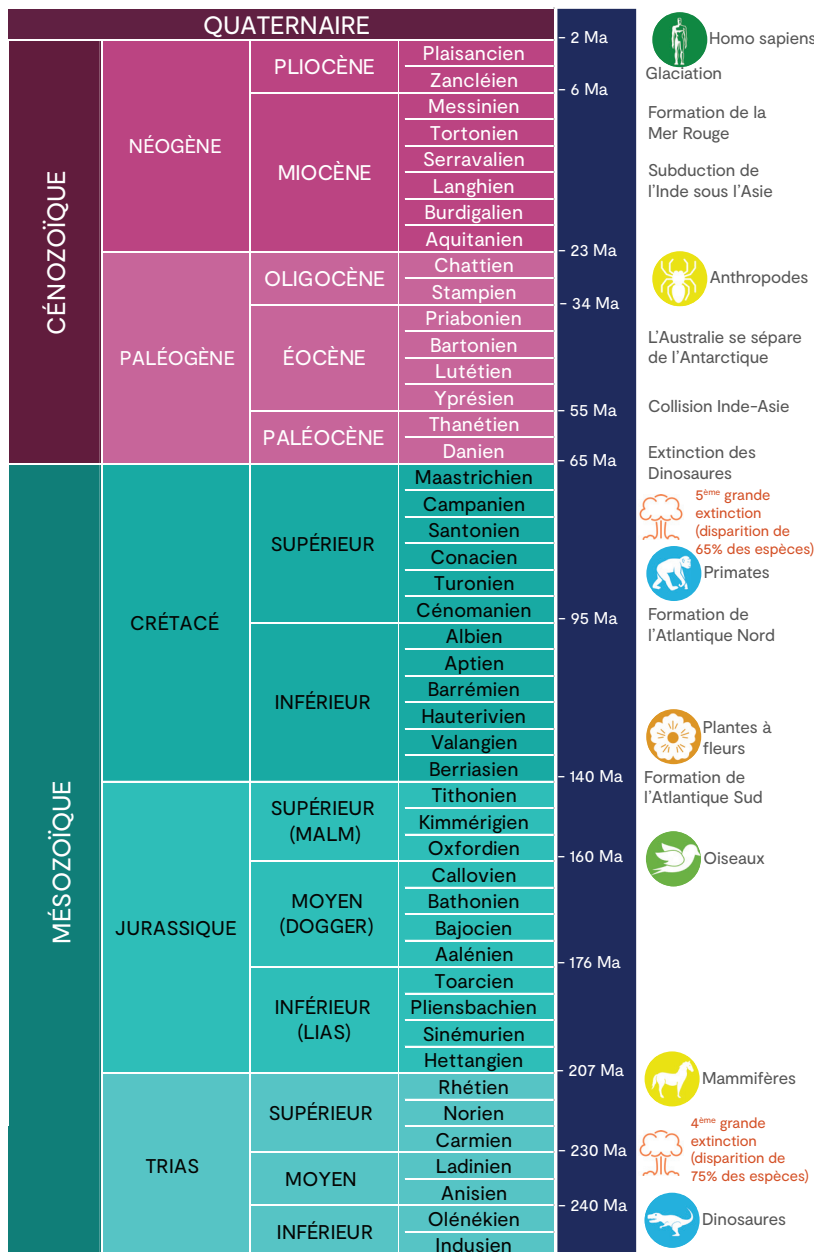 QUATERNAIRE
CÉNOZOÏQUE
NÉOGÈNE
PLIOCÈNE
Plaisancien
Zancléien
MIOCÈNE
Messinien
Tortonien
Serravalien
Langhien
Burdigalien
Aquitanien
PALÉOGÈNE
OLIGOCÈNE
Chattien
Stampien
ÉOCÈNE
Priabonien
Bartonien
Lutétien
Yprésien
PALÉOCÈNE
Thanétien
Danien
MÉSOZOÏQUE
CRÉTACÉ
SUPÉRIEUR
Maastrichien
Campanien
Santonien
Conacien
Turonien
Cénomanien
INFÉRIEUR
Albien
Aptien
Barrémien
Hauterivien
Valangien
Berriasien
JURASSIQUE
SUPÉRIEUR
(MALM)
Tithonien
Kimmérigien
Oxfordien
MOYEN
(DOGGER)
Callovien
Bathonien
Bajocien
Aalénien
INFÉRIEUR
(LIAS)
Toarcien
Pliensbachien
Sinémurien
Hettangien
TRIAS
SUPÉRIEUR
Rhétien
Norien
Carmien
MOYEN
Ladinien
Anisien
INFÉRIEUR
Olénékien
Indusien
- 2 Ma
- 6 Ma
- 23 Ma
- 34 Ma
- 55 Ma
- 65 Ma
- 95 Ma
- 140 Ma
- 160 Ma
- 176 Ma
- 207 Ma
- 230 Ma
- 240 Ma
Homo sapiens
Glaciation
Formation de la
Mer Rouge
Subduction de
l'Inde sous l'Asie
Anthropodes
L'Australie se sépare
de l'Antarctique
Collision Inde-Asie
Extinction des
Dinosaures
5ème grande
extinction
(disparition de
65% des espèces)
Primates
Formation de
l'Atlantique Nord
Plantes à
fleurs
Formation de
l'Atlantique Sud
Oiseaux
Mammifères
4ème grande
extinction
(disparition de
75% des espèces)
Dinosaures